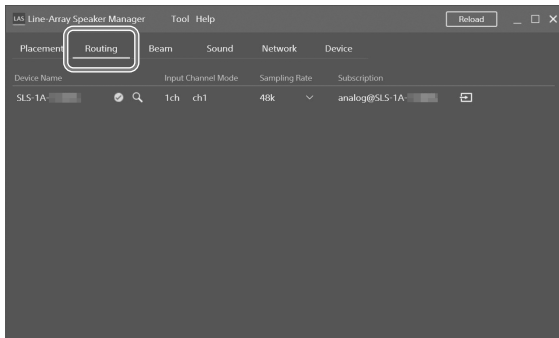 LAS Line-Array Speaker Manager Tool Help Reload
Placement Routing Beam Sound Network Device
Device Name Input Channel Mode Sampling Rate Subscription
SLS-1A- 1ch ch1 48k analog@SLS-1A-